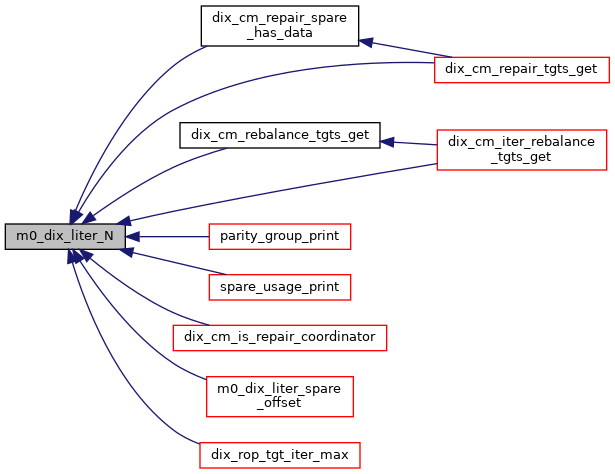 dix_cm_repair_spare
_has_data
dix_cm_repair_tgts_get
dix_cm_rebalance_tgts_get
dix_cm_iter_rebalance
_tgts_get
m0_dix_liter_N
parity_group_print
spare_usage_print
dix_cm_is_repair_coordinator
m0_dix_liter_spare
_offset
dix_rop_tgt_iter_max